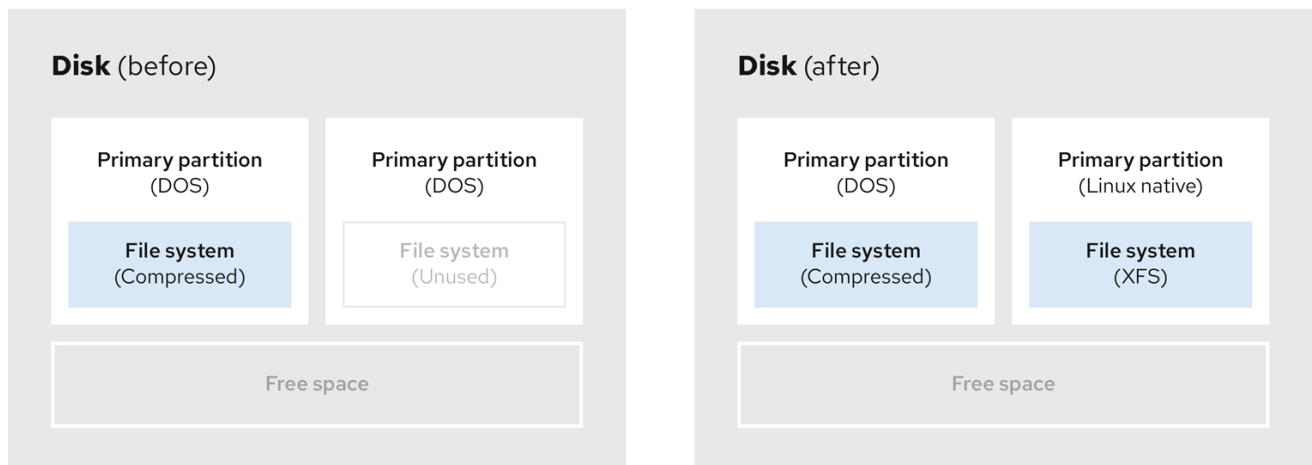 Disk (before)
Primary partition
(DOS)
File system
(Compressed)
Primary partition
(DOS)
File system
(Unused)
Free space
Disk (after)
Primary partition
(DOS)
File system
(Compressed)
Primary partition
(Linux native)
File system
(XFS)
Free space